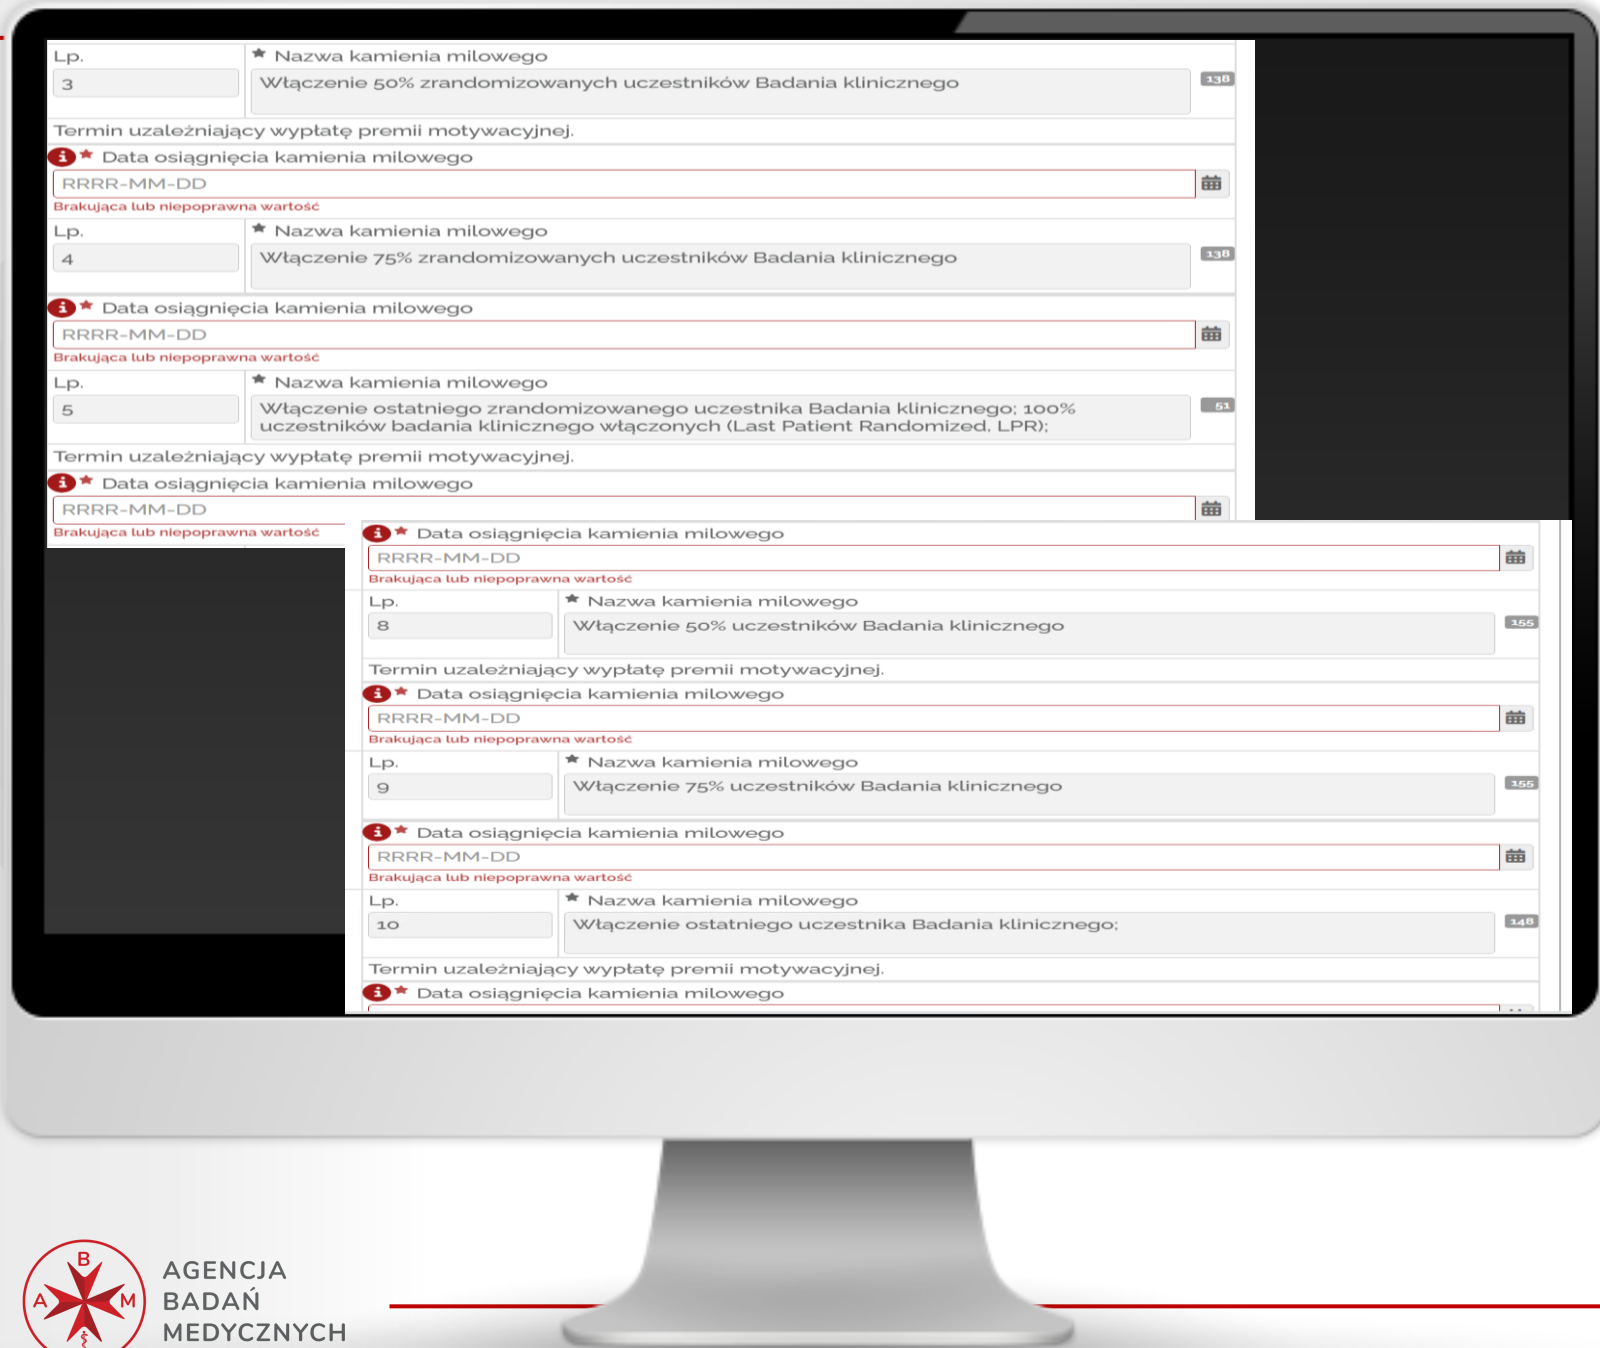 Lp.
★ Nazwa kamienia milowego
3
Włączenie 50% zrandomizowanych uczestników Badania klinicznego
138
Termin uzależniający wypłatę premii motywacyjnej.
i ★ Data osiągnięcia kamienia milowego
RRRR-MM-DD
Brakująca lub niepoprawna wartość
Lp.
★ Nazwa kamienia milowego
4
Włączenie 75% zrandomizowanych uczestników Badania klinicznego
138
i ★ Data osiągnięcia kamienia milowego
RRRR-MM-DD
Brakująca lub niepoprawna wartość
Lp.
★ Nazwa kamienia milowego
5
Włączenie ostatniego zrandomizowanego uczestnika Badania klinicznego; 100%
uczestników badania klinicznego włączonych (Last Patient Randomized. LPR);
51
Termin uzależniający wypłatę premii motywacyjnej.
i ★ Data osiągnięcia kamienia milowego
RRRR-MM-DD
Brakująca lub niepoprawna wartość
i ★ Data osiągnięcia kamienia milowego
RRRR-MM-DD
Brakująca lub niepoprawna wartość
Lp.
★ Nazwa kamienia milowego
8
Włączenie 50% uczestników Badania klinicznego
155
Termin uzależniający wypłatę premii motywacyjnej.
i ★ Data osiągnięcia kamienia milowego
RRRR-MM-DD
Brakująca lub niepoprawna wartość
Lp.
★ Nazwa kamienia milowego
9
Włączenie 75% uczestników Badania klinicznego
155
i ★ Data osiągnięcia kamienia milowego
RRRR-MM-DD
Brakująca lub niepoprawna wartość
Lp.
★ Nazwa kamienia milowego
10
Włączenie ostatniego uczestnika Badania klinicznego;
148
Termin uzależniający wypłatę premii motywacyjnej.
i ★ Data osiągnięcia kamienia milowego
B
A M
AGENCJA
BADAŃ
MEDYCZNYCH